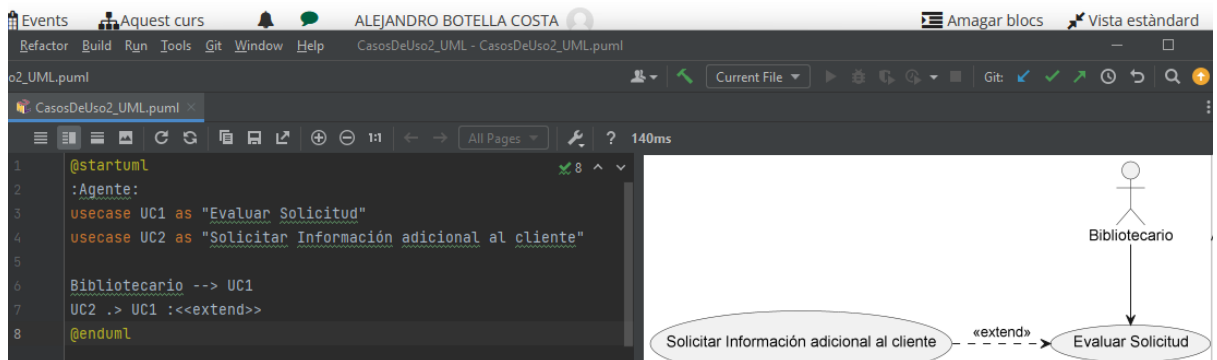 Events Aquest curs ALEJANDRO BOTELLA COSTA Amagar blocs Vista estàndard
Refactor Build Run Tools Git Window Help CasosDeUso2_UML - CasosDeUso2_UML.puml
o2_UML.puml Current File Git:
CasosDeUso2_UML.puml
1:1 All Pages ? 140ms
1 @startuml 8
2 :Agente:
3 usecase UC1 as "Evaluar Solicitud"
4 usecase UC2 as "Solicitar Información adicional al cliente"
5
6 Bibliotecario --> UC1
7 UC2 .> UC1 :<<extend>>
8 @enduml
Bibliotecario
«extend»
Solicitar Información adicional al cliente
Evaluar Solicitud